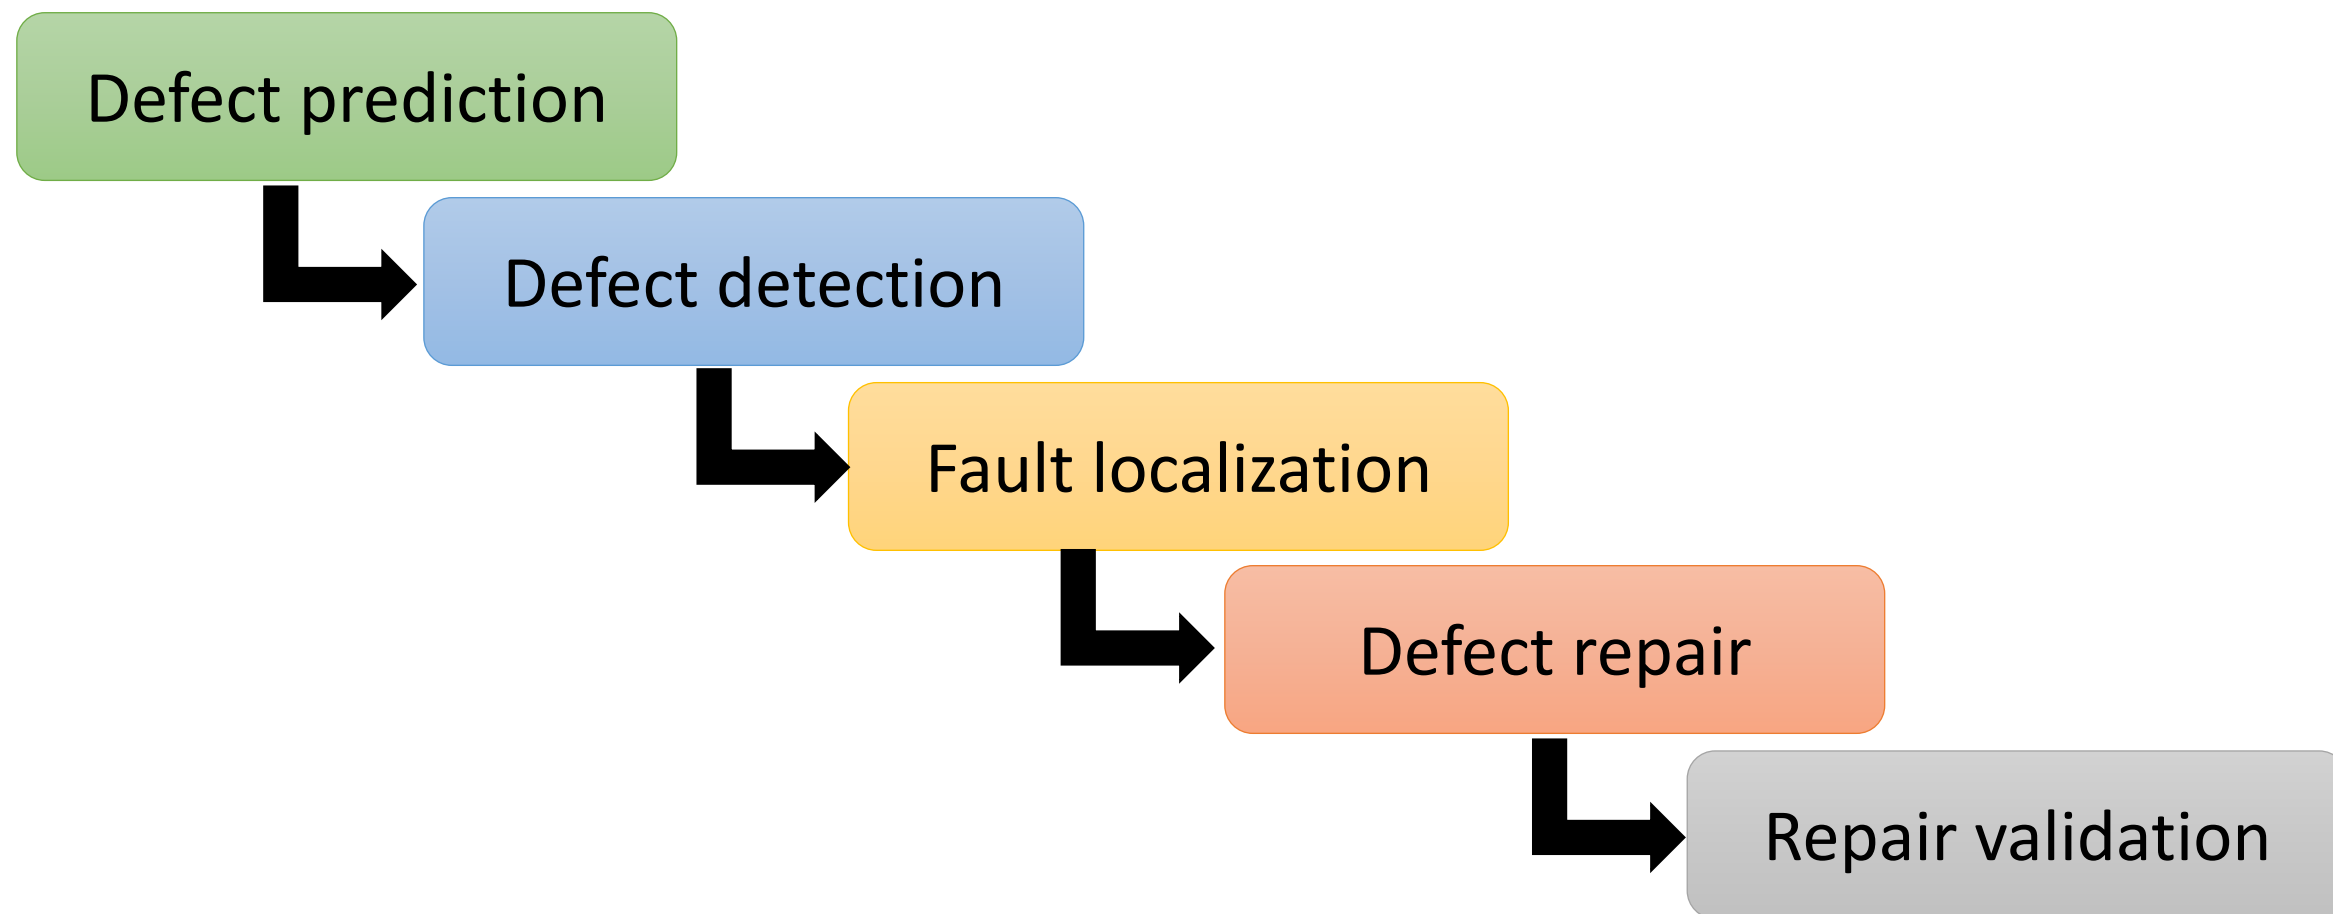 Defect prediction
Defect detection
Fault localization
Defect repair
Repair validation